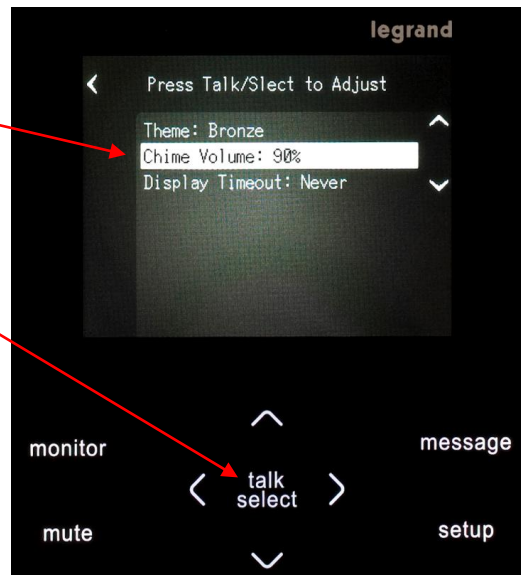 legrand
Press Talk/Slect to Adjust
Theme: Bronze
Chime Volume: 90%
Display Timeout: Never
monitor
message
talk
select
mute
setup